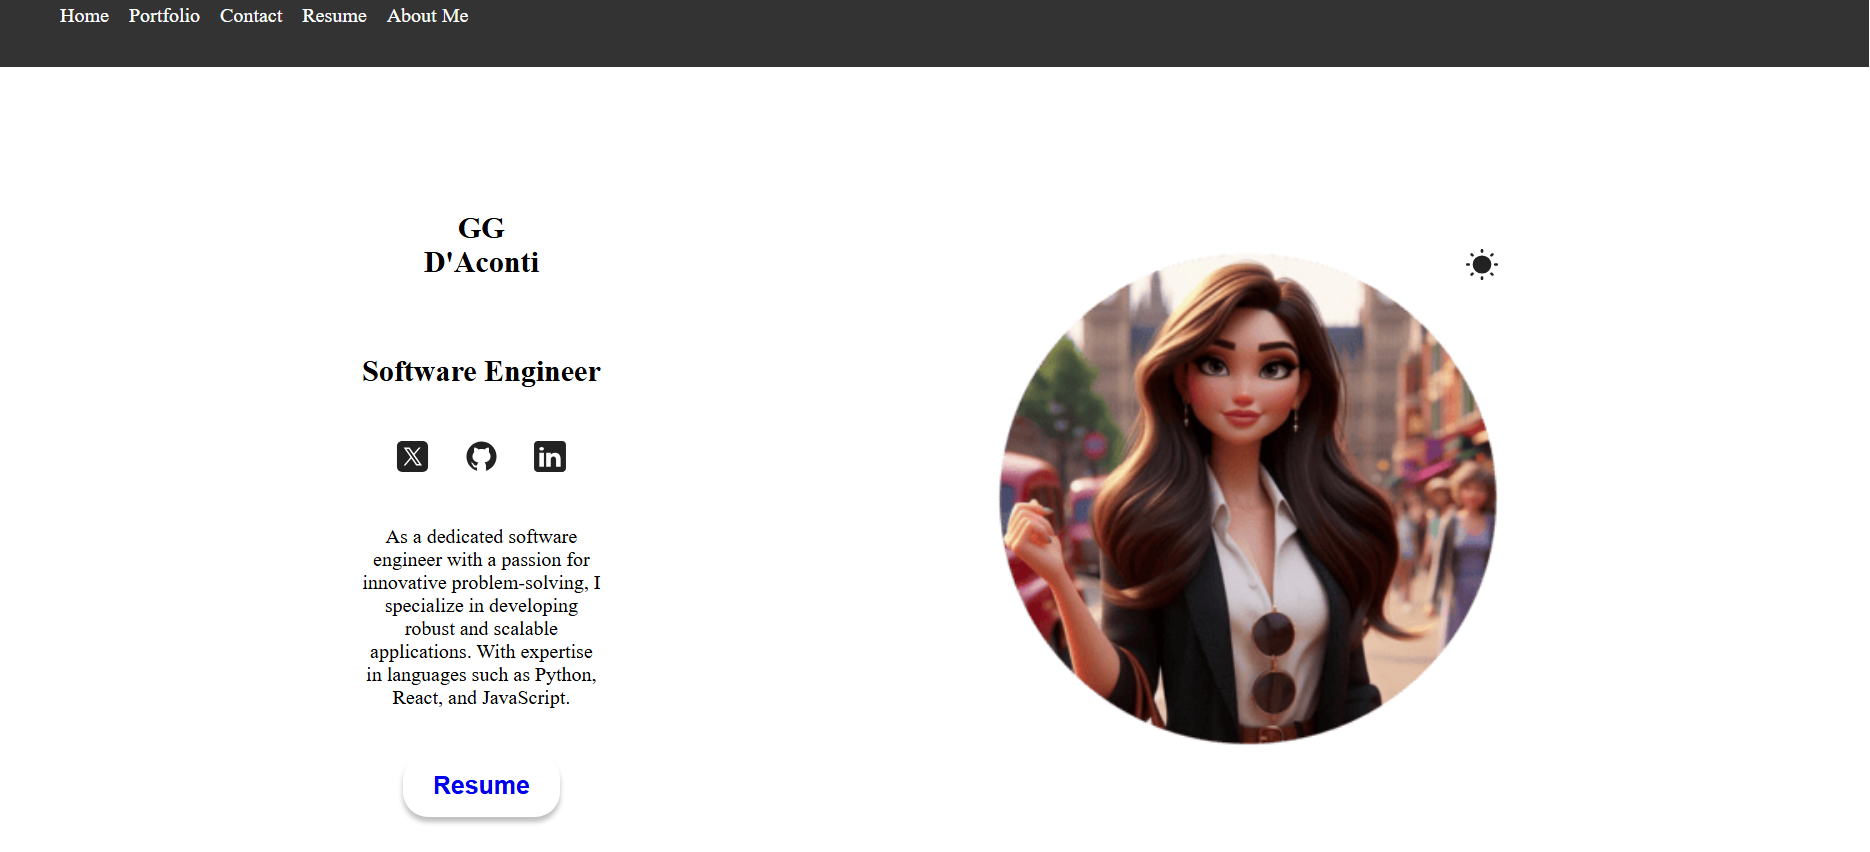 Home Portfolio Contact Resume About Me
GG
D'Aconti
Software Engineer
As a dedicated software
engineer with a passion for
innovative problem-solving, I
specialize in developing
robust and scalable
applications. With expertise
in languages such as Python,
React, and JavaScript.
Resume